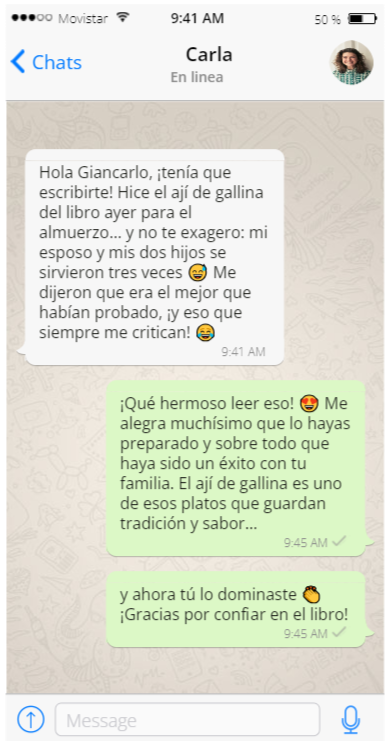 Movistar 9:41 AM 50 %
Chats Carla
En linea
Hola Giancarlo, ¡tenía que
escribirte! Hice el ají de gallina
del libro ayer para el
almuerzo... y no te exagero: mi
esposo y mis dos hijos se
sirvieron tres veces 😅 Me
dijeron que era el mejor que
habían probado, ¡y eso que
siempre me critican! 😂
9:41 AM
¡Qué hermoso leer eso! 😍 Me
alegra muchísimo que lo hayas
preparado y sobre todo que
haya sido un éxito con tu
familia. El ají de gallina es uno
de esos platos que guardan
tradición y sabor...
9:45 AM
y ahora tú lo dominaste 👏
¡Gracias por confiar en el libro!
9:45 AM
Message